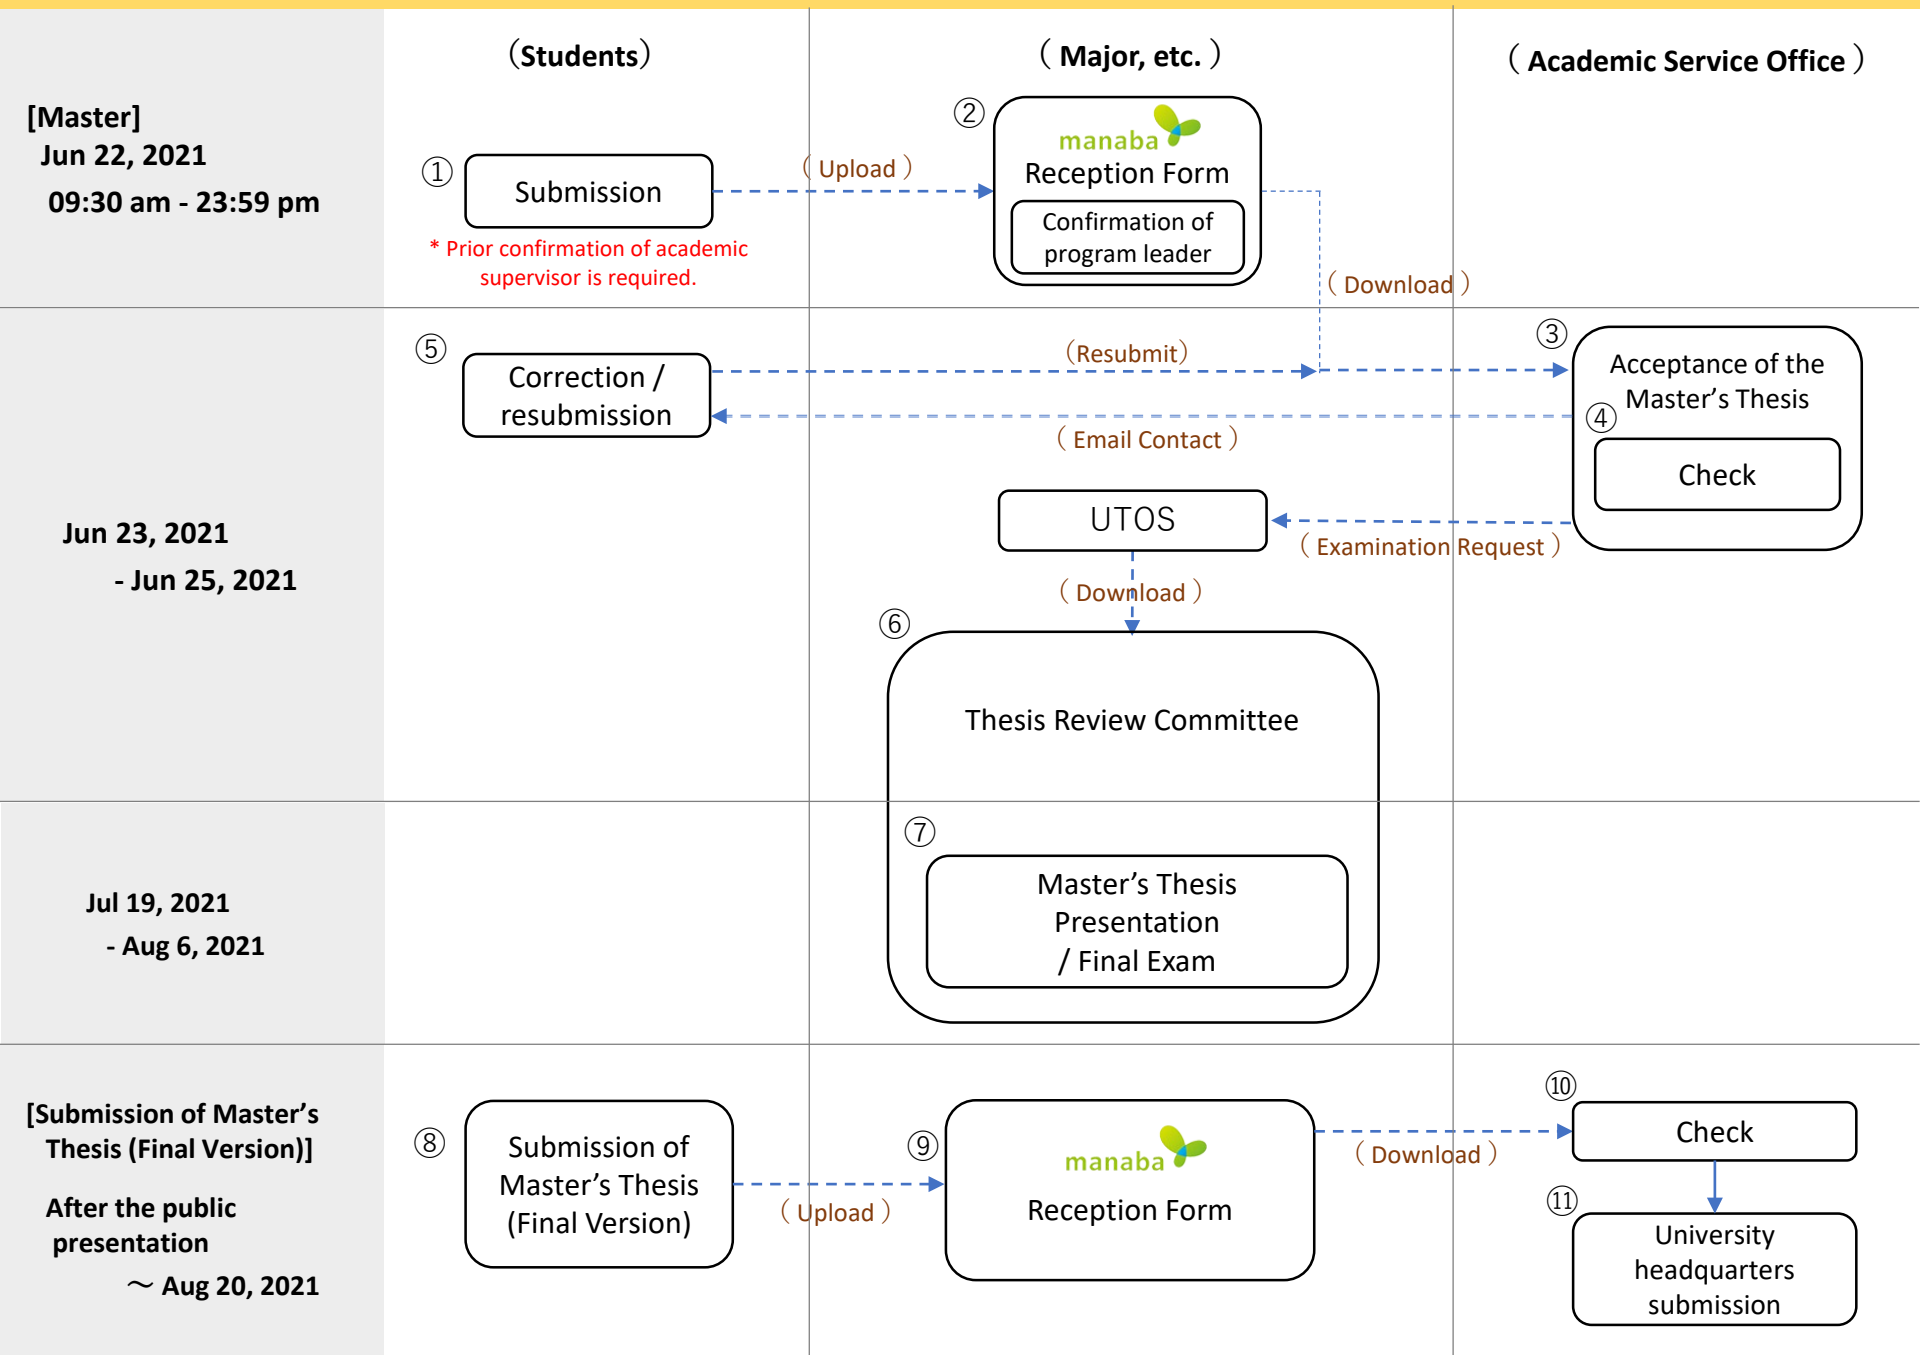 （Students）
（ Major, etc. ）
（ Academic Service Office ）
[Master]
Jun 22, 2021
09:30 am - 23:59 pm
①
Submission
* Prior confirmation of academic
supervisor is required.
（ Upload ）
②
manaba
Reception Form
Confirmation of
program leader
（ Download ）
Jun 23, 2021
- Jun 25, 2021
⑤
Correction /
resubmission
（Resubmit）
（ Email Contact ）
③
Acceptance of the
Master’s Thesis
④
Check
UTOS
（ Examination Request ）
（ Download ）
⑥
Thesis Review Committee
Jul 19, 2021
- Aug 6, 2021
⑦
Master’s Thesis
Presentation
/ Final Exam
[Submission of Master’s
Thesis (Final Version)]
After the public
presentation
～ Aug 20, 2021
⑧
Submission of
Master’s Thesis
(Final Version)
（ Upload ）
⑨
manaba
Reception Form
（ Download ）
⑩
Check
⑪
University
headquarters
submission